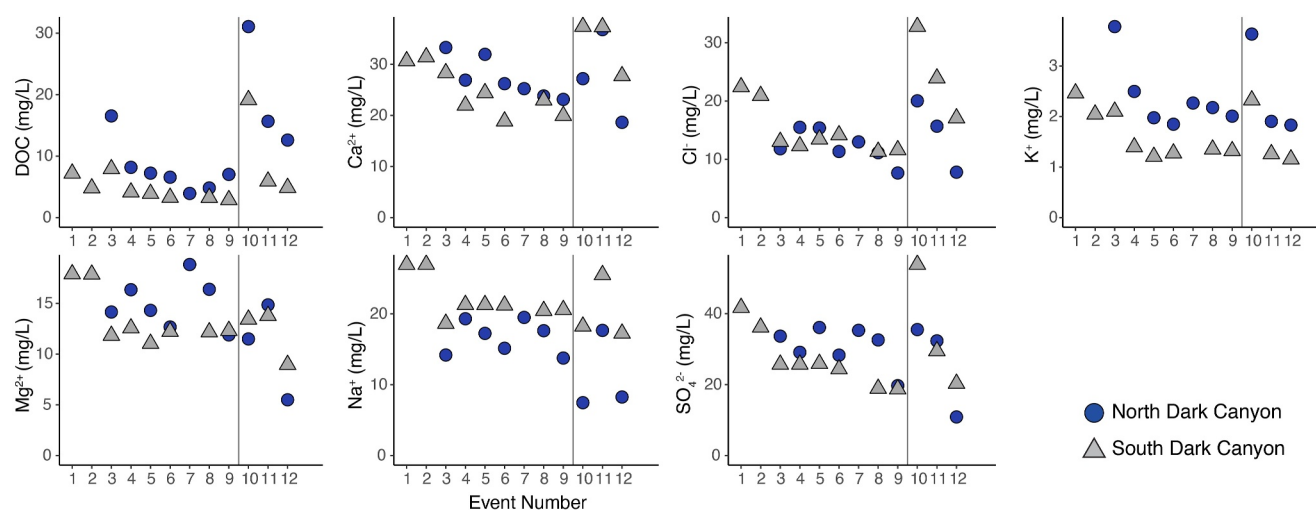 DOC (mg/L)
30
20
10
0
1 2 3 4 5 6 7 8 9 10 11 12
Ca²⁺ (mg/L)
30
20
10
0
1 2 3 4 5 6 7 8 9 10 11 12
Cl⁻ (mg/L)
30
20
10
0
1 2 3 4 5 6 7 8 9 10 11 12
K⁺ (mg/L)
3
2
1
0
1 2 3 4 5 6 7 8 9 10 11 12
Mg²⁺ (mg/L)
15
10
5
0
1 2 3 4 5 6 7 8 9 10 11 12
Na⁺ (mg/L)
20
10
0
1 2 3 4 5 6 7 8 9 10 11 12
Event Number
SO₄²⁻ (mg/L)
40
20
0
1 2 3 4 5 6 7 8 9 10 11 12
North Dark Canyon
South Dark Canyon